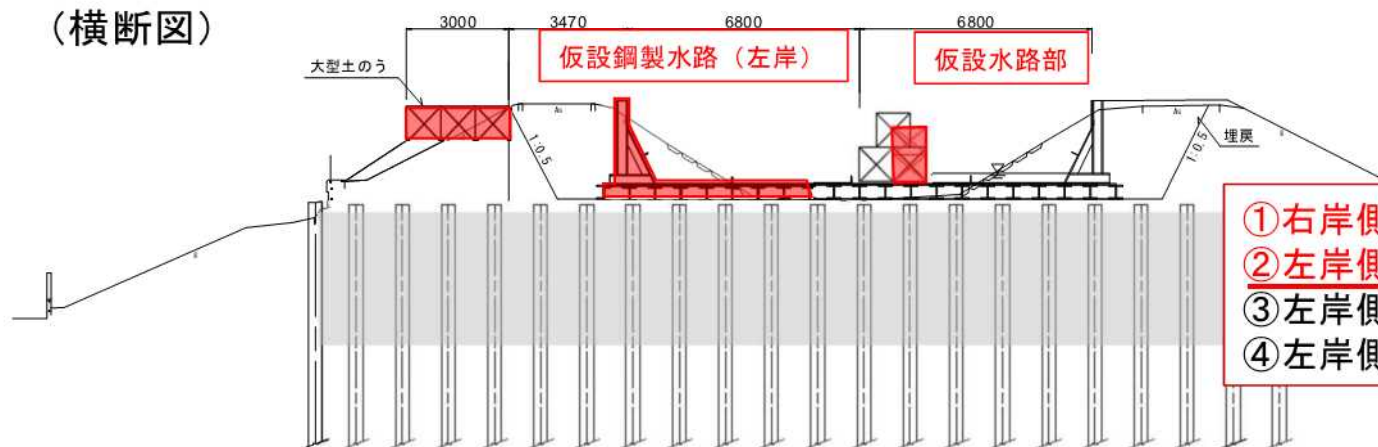 (横断図)
3000
3470
6800
6800
大型土のう
仮設鋼製水路（左岸）
仮設水路部
1:0.5
1:0.5
埋戻
①右岸側
②左岸側
③左岸側
④左岸側